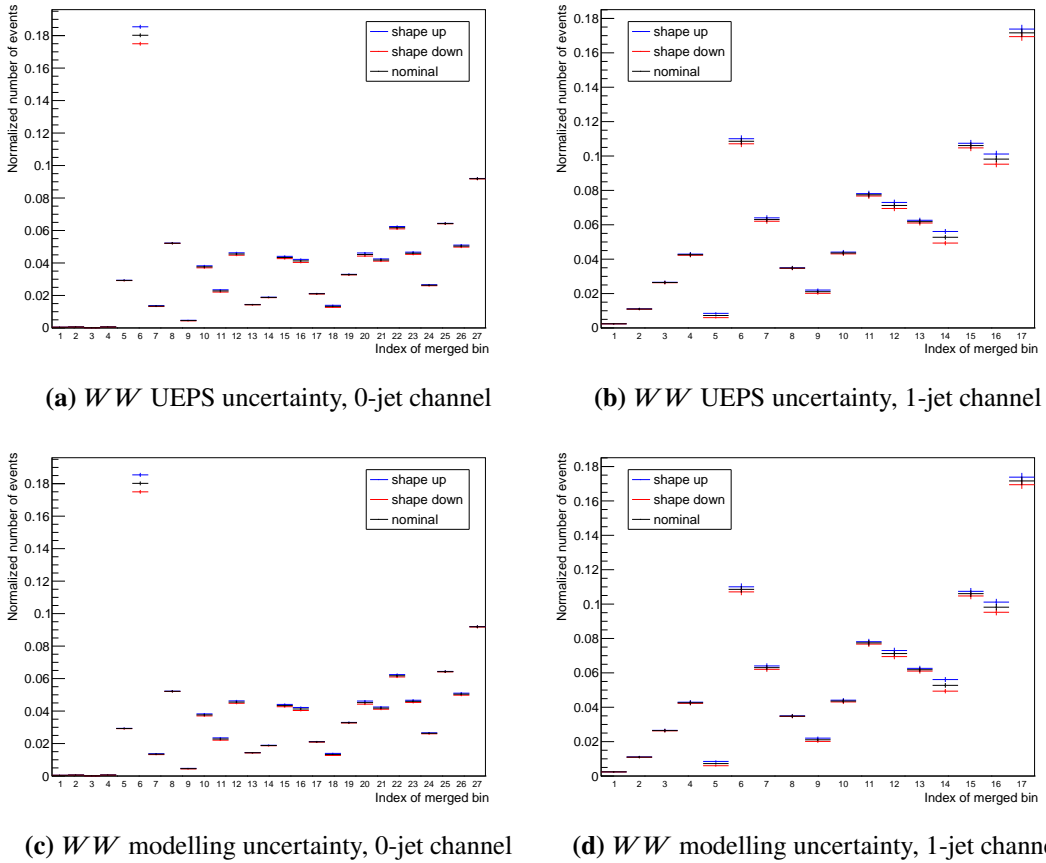 Normalized number of events
0.18
0.16
0.14
0.12
0.1
0.08
0.06
0.04
0.02
0
shape up
shape down
nominal
1 2 3 4 5 6 7 8 9 10 11 12 13 14 15 16 17 18 19 20 21 22 23 24 25 26 27
Index of merged bin
(a) WW UEPS uncertainty, 0-jet channel
Normalized number of events
0.18
0.16
0.14
0.12
0.1
0.08
0.06
0.04
0.02
0
shape up
shape down
nominal
1 2 3 4 5 6 7 8 9 10 11 12 13 14 15 16 17
Index of merged bin
(b) WW UEPS uncertainty, 1-jet channel
Normalized number of events
0.18
0.16
0.14
0.12
0.1
0.08
0.06
0.04
0.02
0
shape up
shape down
nominal
1 2 3 4 5 6 7 8 9 10 11 12 13 14 15 16 17 18 19 20 21 22 23 24 25 26 27
Index of merged bin
(c) WW modelling uncertainty, 0-jet channel
Normalized number of events
0.18
0.16
0.14
0.12
0.1
0.08
0.06
0.04
0.02
0
shape up
shape down
nominal
1 2 3 4 5 6 7 8 9 10 11 12 13 14 15 16 17
Index of merged bin
(d) WW modelling uncertainty, 1-jet chann